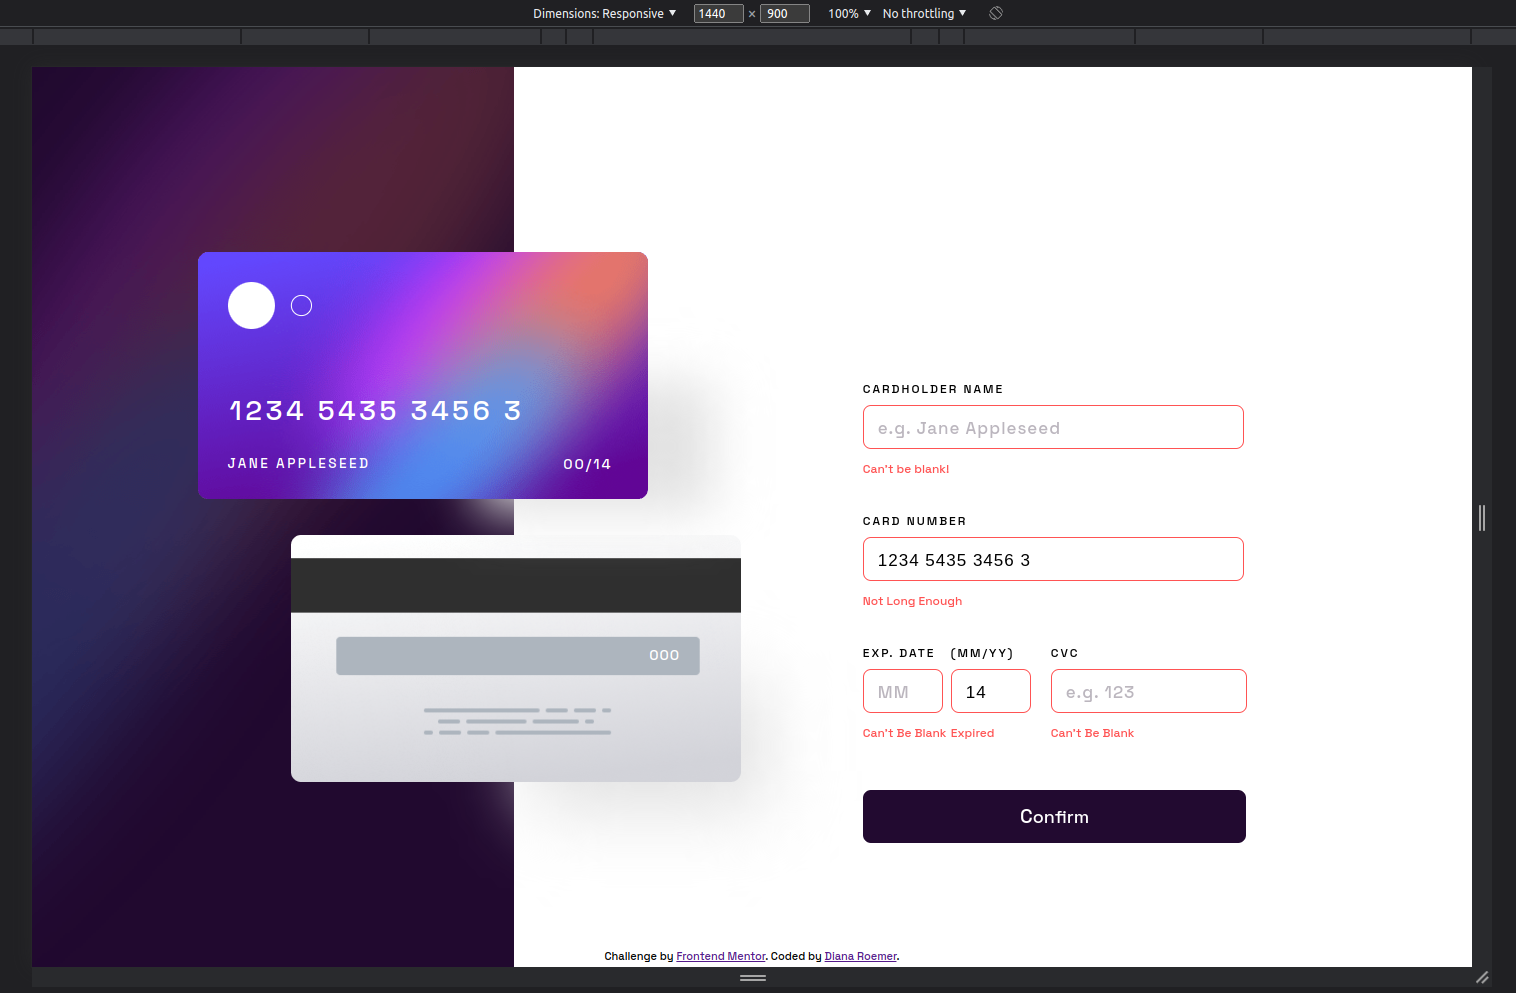 Dimensions: Responsive ▼ 1440 × 900 100% ▼ No throttling ▼
1234 5435 3456 3
JANE APPLESEED 00/14
000
CARDHOLDER NAME
e.g. Jane Appleseed
Can't be blank!
CARD NUMBER
1234 5435 3456 3
Not Long Enough
EXP. DATE (MM/YY) CVC
MM 14 e.g. 123
Can't Be Blank Expired Can't Be Blank
Confirm
Challenge by Frontend Mentor. Coded by Diana Roemer.